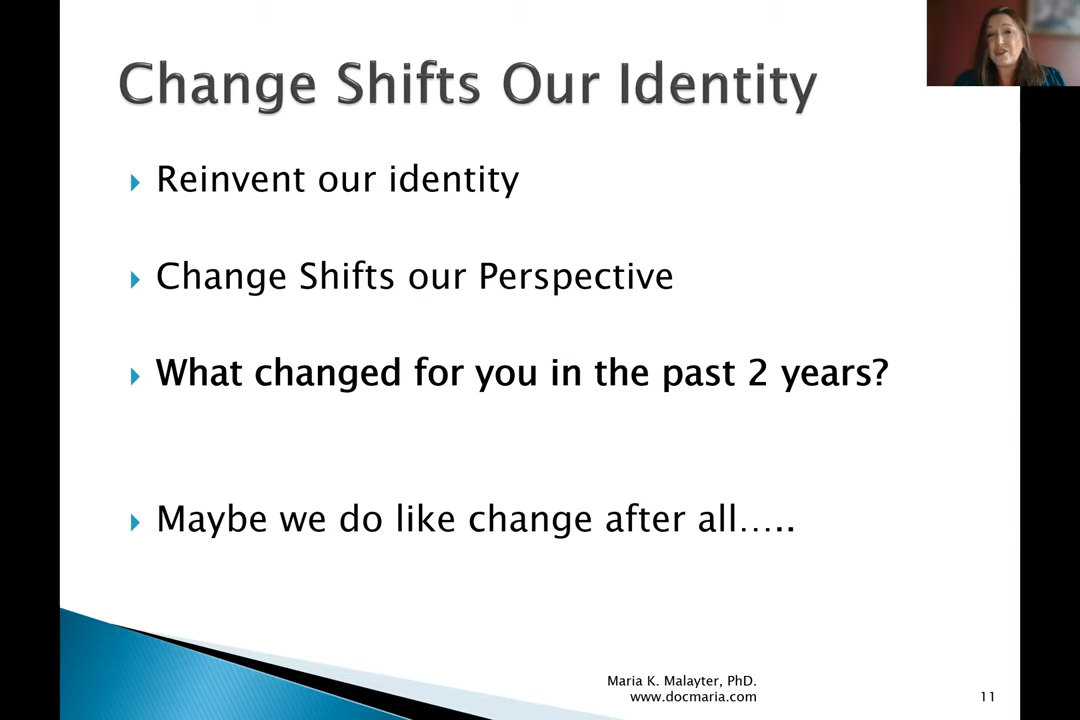 Change Shifts Our Identity
Reinvent our identity
Change Shifts our Perspective
What changed for you in the past 2 years?
Maybe we do like change after all…..
Maria K. Malayter, PhD.
www.docmaria.com
11